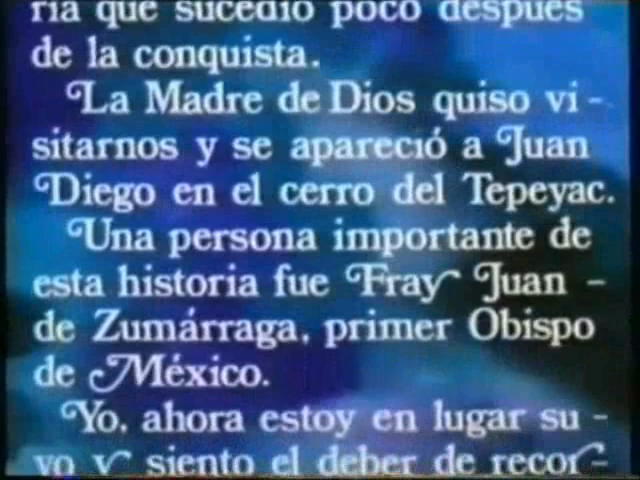 ria que sucedió poco después
de la conquista.
La Madre de Dios quiso vi-
sitarnos y se apareció a Juan
Diego en el cerro del Tepeyac.
Una persona importante de
esta historia fue Fray Juan -
de Zumárraga, primer Obispo
de México.
Yo, ahora estoy en lugar su-
yo y siento el deber de recor-